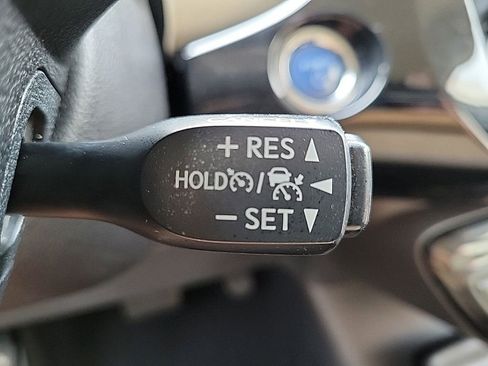 + RES
HOLD /
− SET